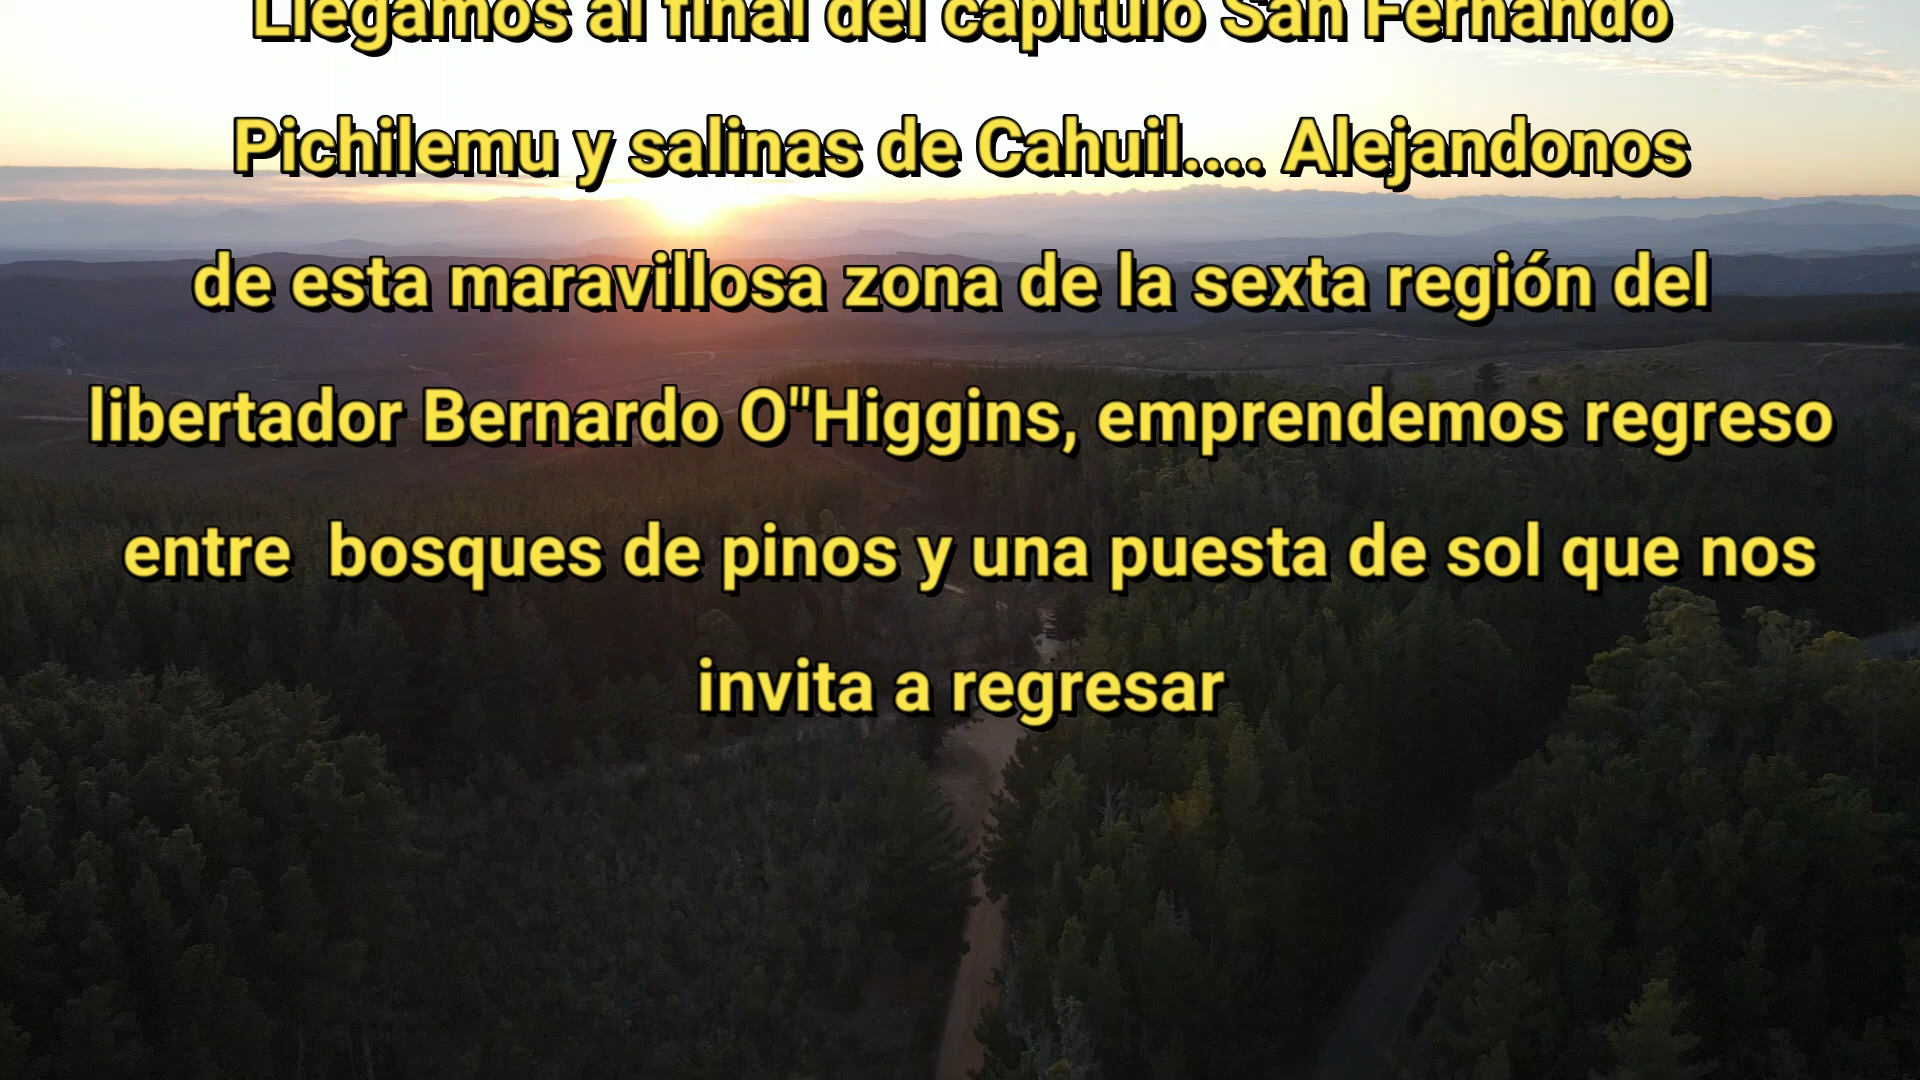 Llegamos al final del capitulo San Fernando
Pichilemu y salinas de Cahuil.... Alejandonos
de esta maravillosa zona de la sexta región del
libertador Bernardo O"Higgins, emprendemos regreso
entre  bosques de pinos y una puesta de sol que nos
invita a regresar